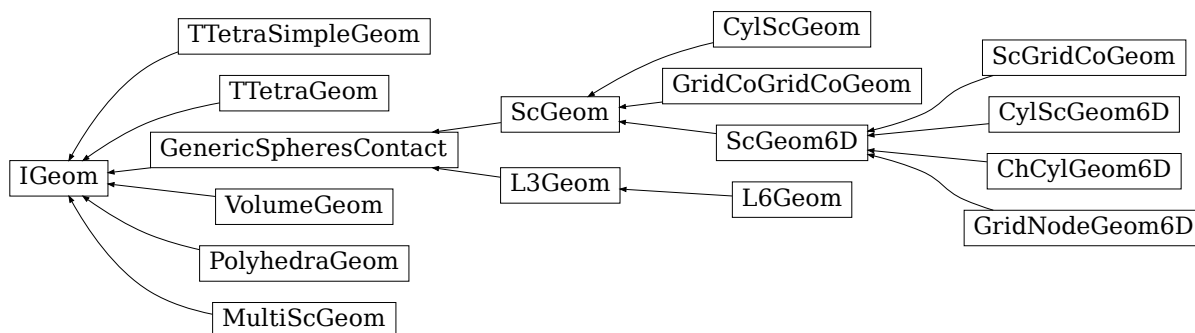 TTetraSimpleGeom
CylScGeom
ScGridCoGeom
TTetraGeom
GridCoGridCoGeom
ScGeom
CylScGeom6D
GenericSpheresContact
ScGeom6D
IGeom
L3Geom
ChCylGeom6D
VolumeGeom
L6Geom
GridNodeGeom6D
PolyhedraGeom
MultiScGeom